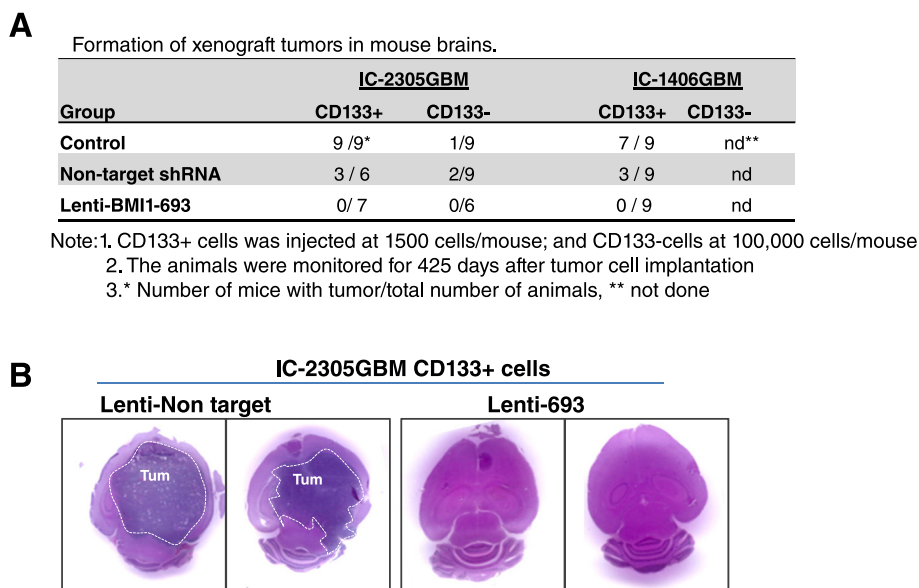 A
Formation of xenograft tumors in mouse brains.
IC-2305GBM IC-1406GBM
Group CD133+ CD133- CD133+ CD133-
Control 9 /9* 1/9 7 / 9 nd**
Non-target shRNA 3 / 6 2/9 3 / 9 nd
Lenti-BMI1-693 0/ 7 0/6 0 / 9 nd
Note:1. CD133+ cells was injected at 1500 cells/mouse; and CD133-cells at 100,000 cells/mouse
2. The animals were monitored for 425 days after tumor cell implantation
3.* Number of mice with tumor/total number of animals, ** not done
B
IC-2305GBM CD133+ cells
Lenti-Non target Lenti-693
Tum Tum